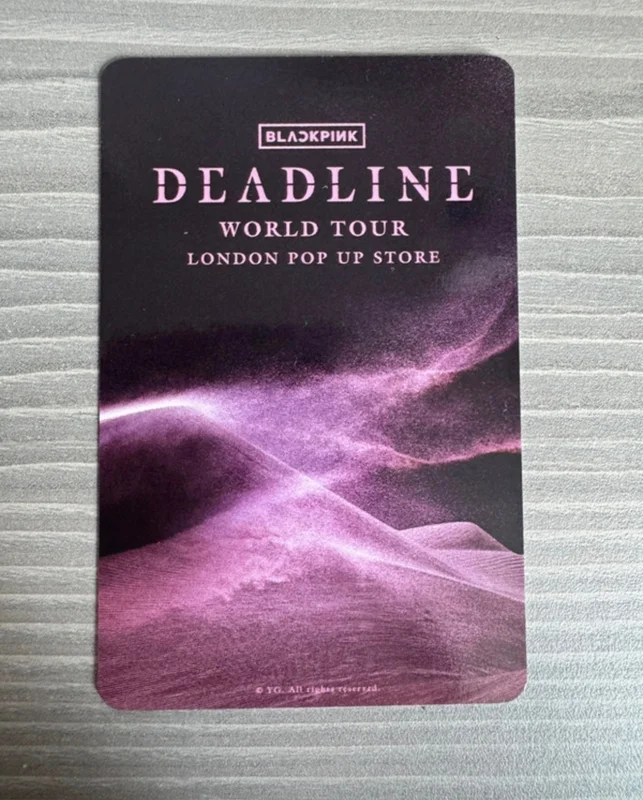 BLACKPINK
DEADLINE
WORLD TOUR
LONDON POP UP STORE
© YG. All rights reserved.